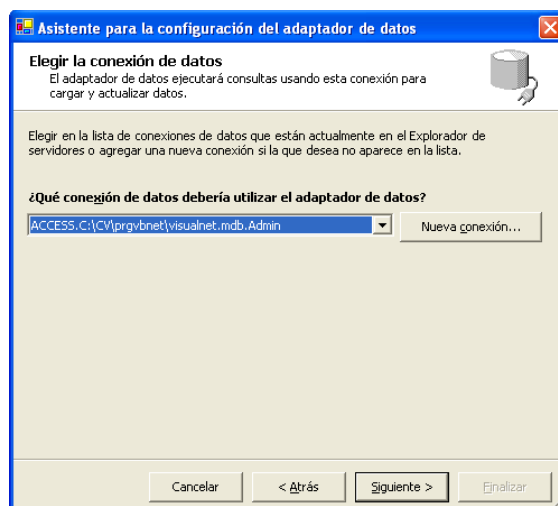 Asistente para la configuración del adaptador de datos
Elegir la conexión de datos
El adaptador de datos ejecutará consultas usando esta conexión para
cargar y actualizar datos.
Elegir en la lista de conexiones de datos que están actualmente en el Explorador de
servidores o agregar una nueva conexión si la que desea no aparece en la lista.
¿Qué conexión de datos debería utilizar el adaptador de datos?
ACCESS.C:\CV\prgvbnet\visualnet.mdb.Admin
Nueva conexión...
Cancelar
< Atrás
Siguiente >
Finalizar